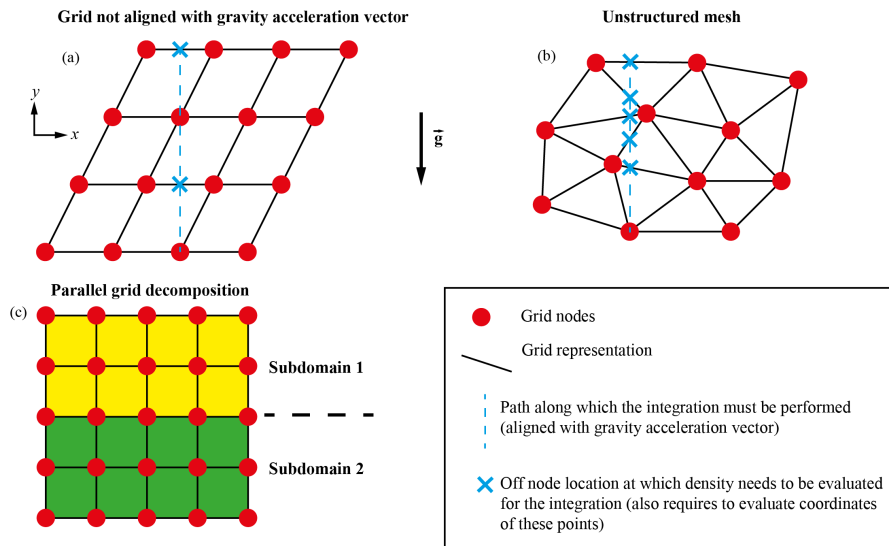 Grid not aligned with gravity acceleration vector
Unstructured mesh
(a)
(b)
y
x
g
Parallel grid decomposition
(c)
Subdomain 1
Subdomain 2
Grid nodes
Grid representation
Path along which the integration must be performed
(aligned with gravity acceleration vector)
Off node location at which density needs to be evaluated
for the integration (also requires to evaluate coordinates
of these points)